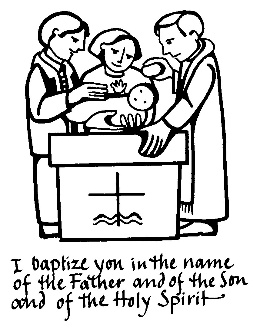 I baptize you in the name
of the Father and of the Son
and of the Holy Spirit